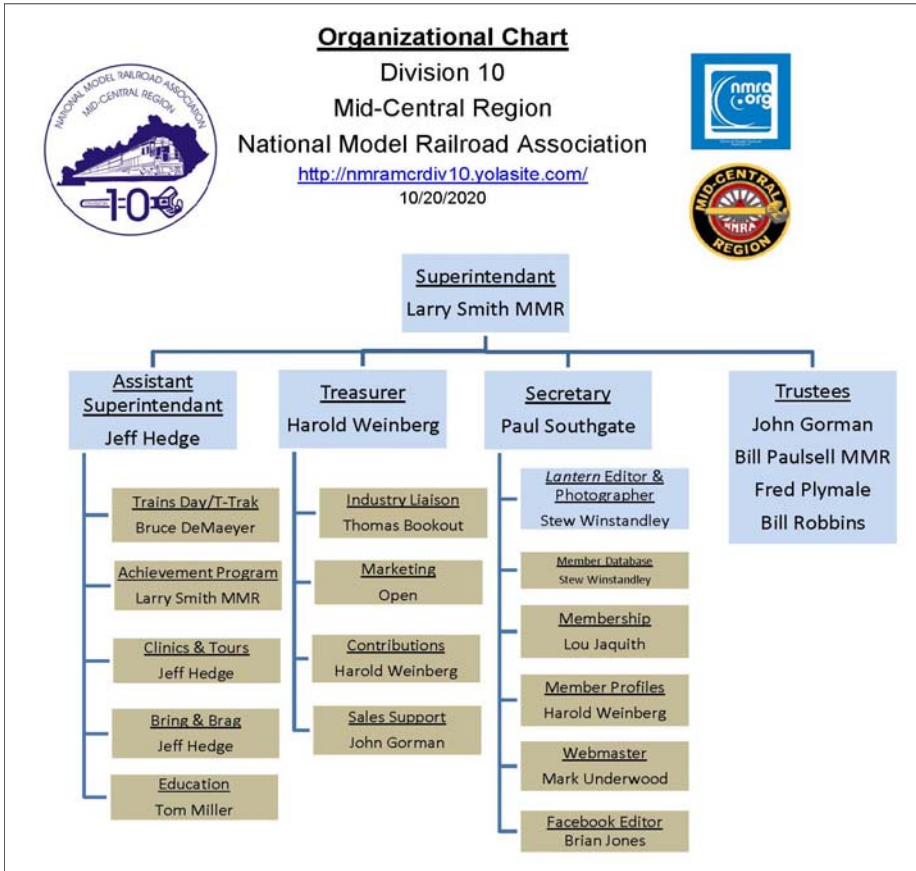 Organizational Chart
Division 10
Mid-Central Region
National Model Railroad Association
http://nmramcrdiv10.yolasite.com/
10/20/2020
NATIONAL MODEL RAILROAD ASSOCIATION
MID-CENTRAL REGION
10
nmra
.org
MID-CENTRAL
NMRA
REGION
Superintendant
Larry Smith MMR
Assistant
Superintendant
Jeff Hedge
Trains Day/T-Trak
Bruce DeMaeyer
Achievement Program
Larry Smith MMR
Clinics & Tours
Jeff Hedge
Bring & Brag
Jeff Hedge
Education
Tom Miller
Treasurer
Harold Weinberg
Industry Liaison
Thomas Bookout
Marketing
Open
Contributions
Harold Weinberg
Sales Support
John Gorman
Secretary
Paul Southgate
Lantern Editor &
Photographer
Stew Winstandley
Member Database
Stew Winstandley
Membership
Lou Jaquith
Member Profiles
Harold Weinberg
Webmaster
Mark Underwood
Facebook Editor
Brian Jones
Trustees
John Gorman
Bill Paulsell MMR
Fred Plymale
Bill Robbins